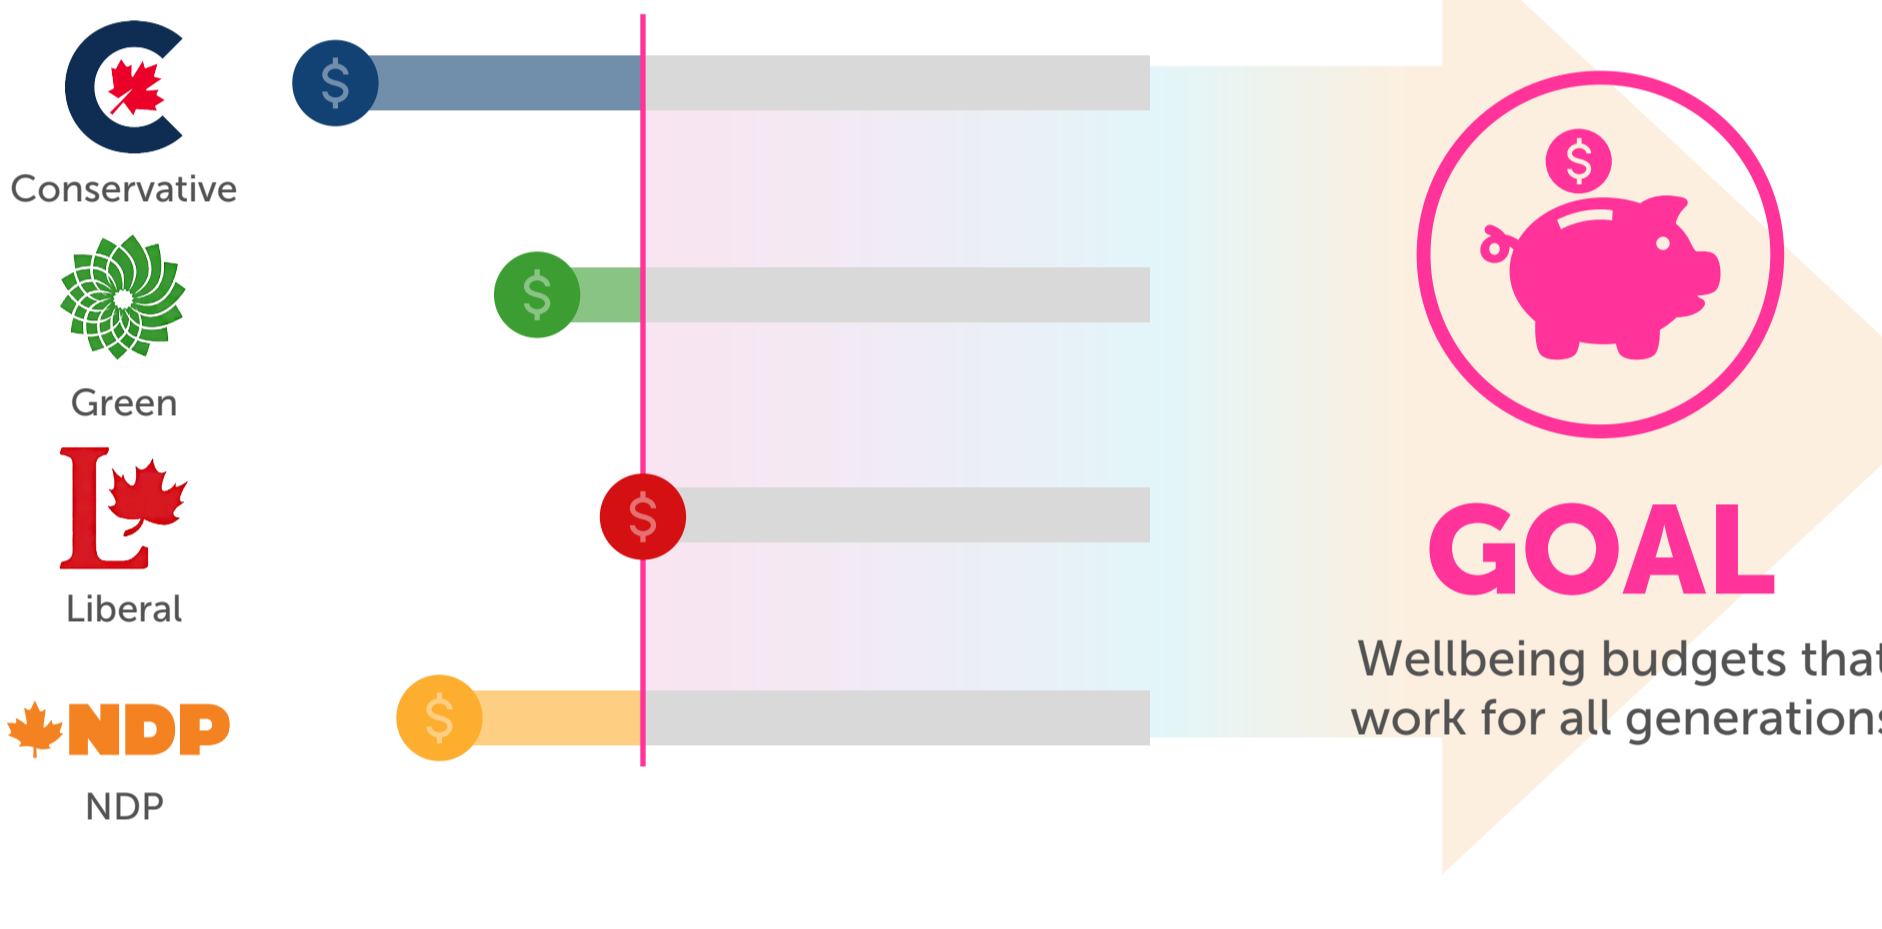 Conservative
$
Green
$
L
Liberal
$
NDP
NDP
$
$
GOAL
Wellbeing budgets that
work for all generations